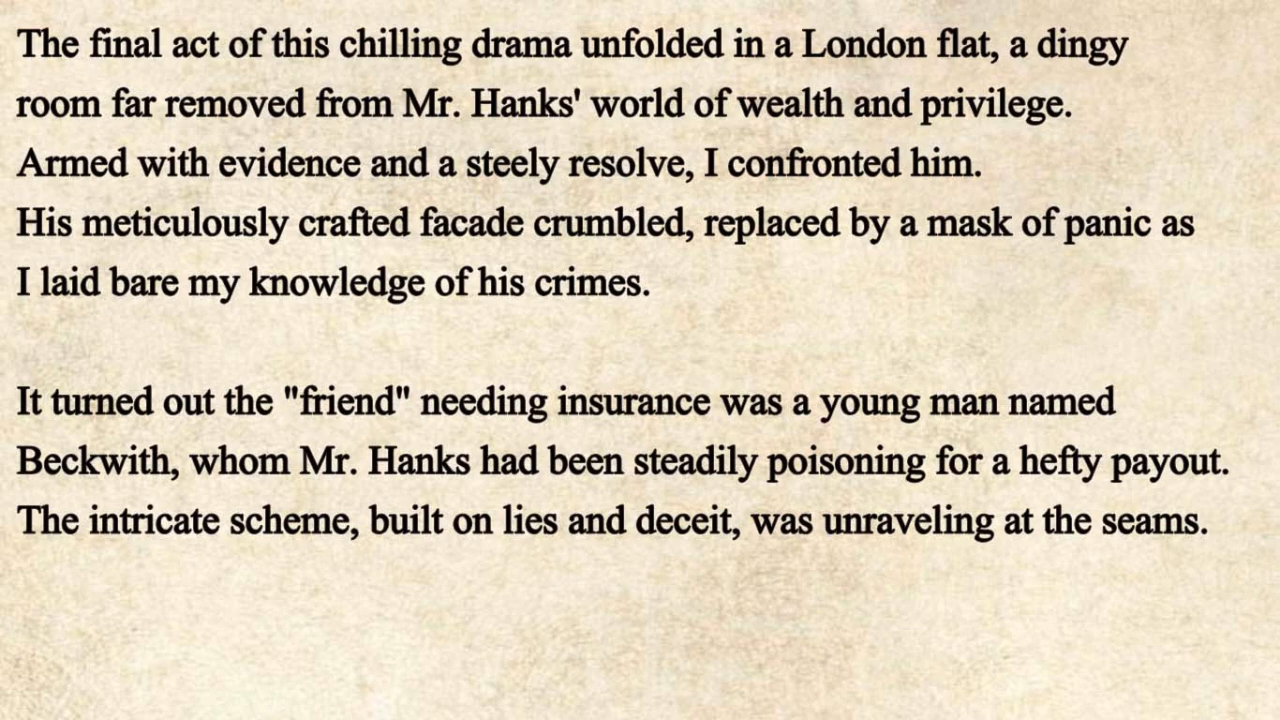 The final act of this chilling drama unfolded in a London flat, a dingy
room far removed from Mr. Hanks' world of wealth and privilege.
Armed with evidence and a steely resolve, I confronted him.
His meticulously crafted facade crumbled, replaced by a mask of panic as
I laid bare my knowledge of his crimes.
It turned out the "friend" needing insurance was a young man named
Beckwith, whom Mr. Hanks had been steadily poisoning for a hefty payout.
The intricate scheme, built on lies and deceit, was unraveling at the seams.